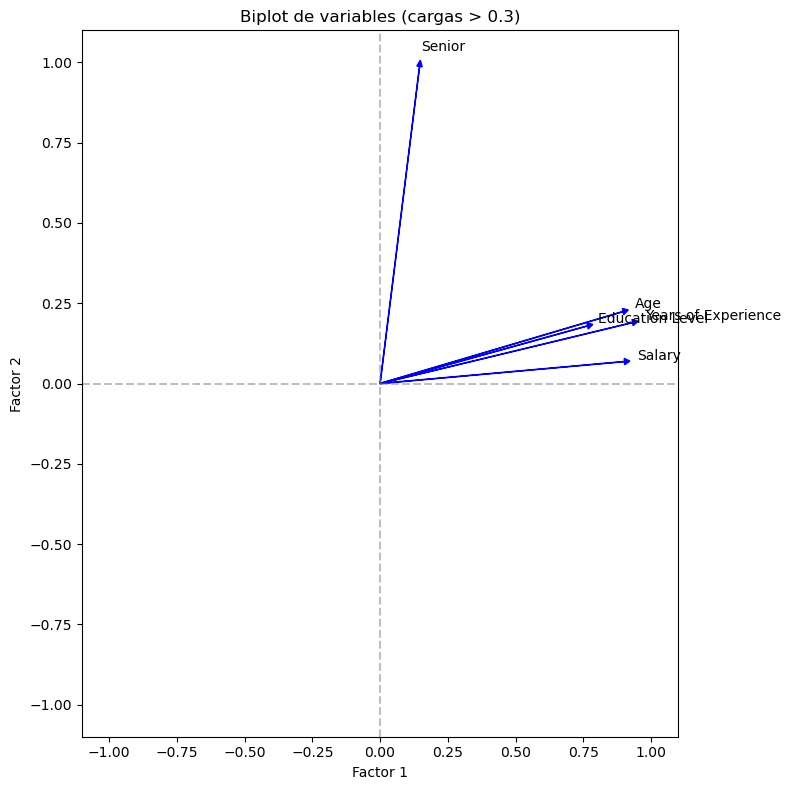 Biplot de variables (cargas > 0.3)
Senior
Age
Years of Experience
Education Level
Salary
Factor 2
1.00
0.75
0.50
0.25
0.00
−0.25
−0.50
−0.75
−1.00
−1.00
−0.75
−0.50
−0.25
0.00
0.25
0.50
0.75
1.00
Factor 1